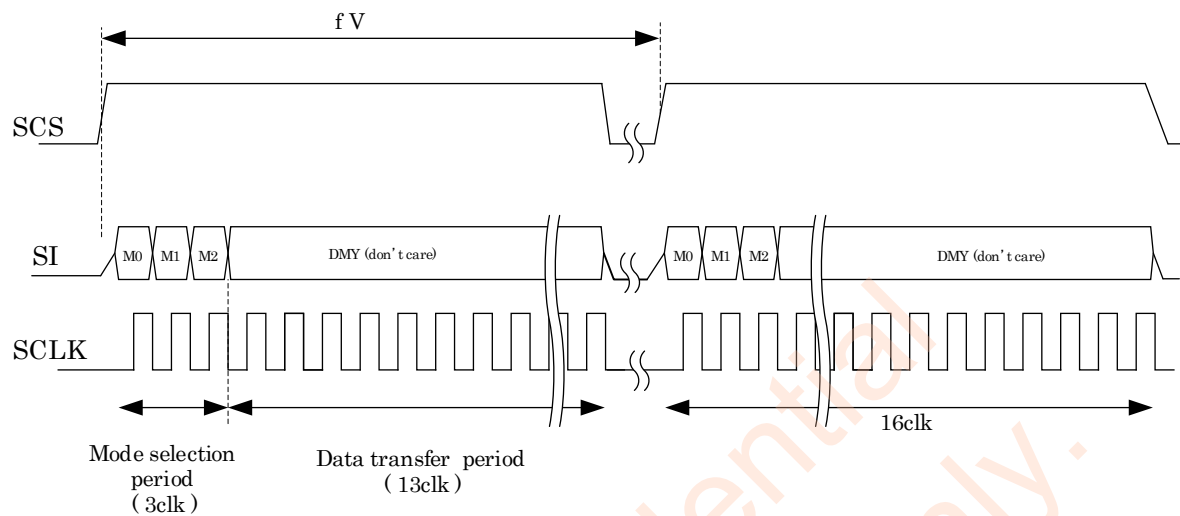 f V
SCS
SI
M0 M1 M2 DMY (don't care) M0 M1 M2 DMY (don't care)
SCLK
16clk
Mode selection
period
( 3clk )
Data transfer period
( 13clk )